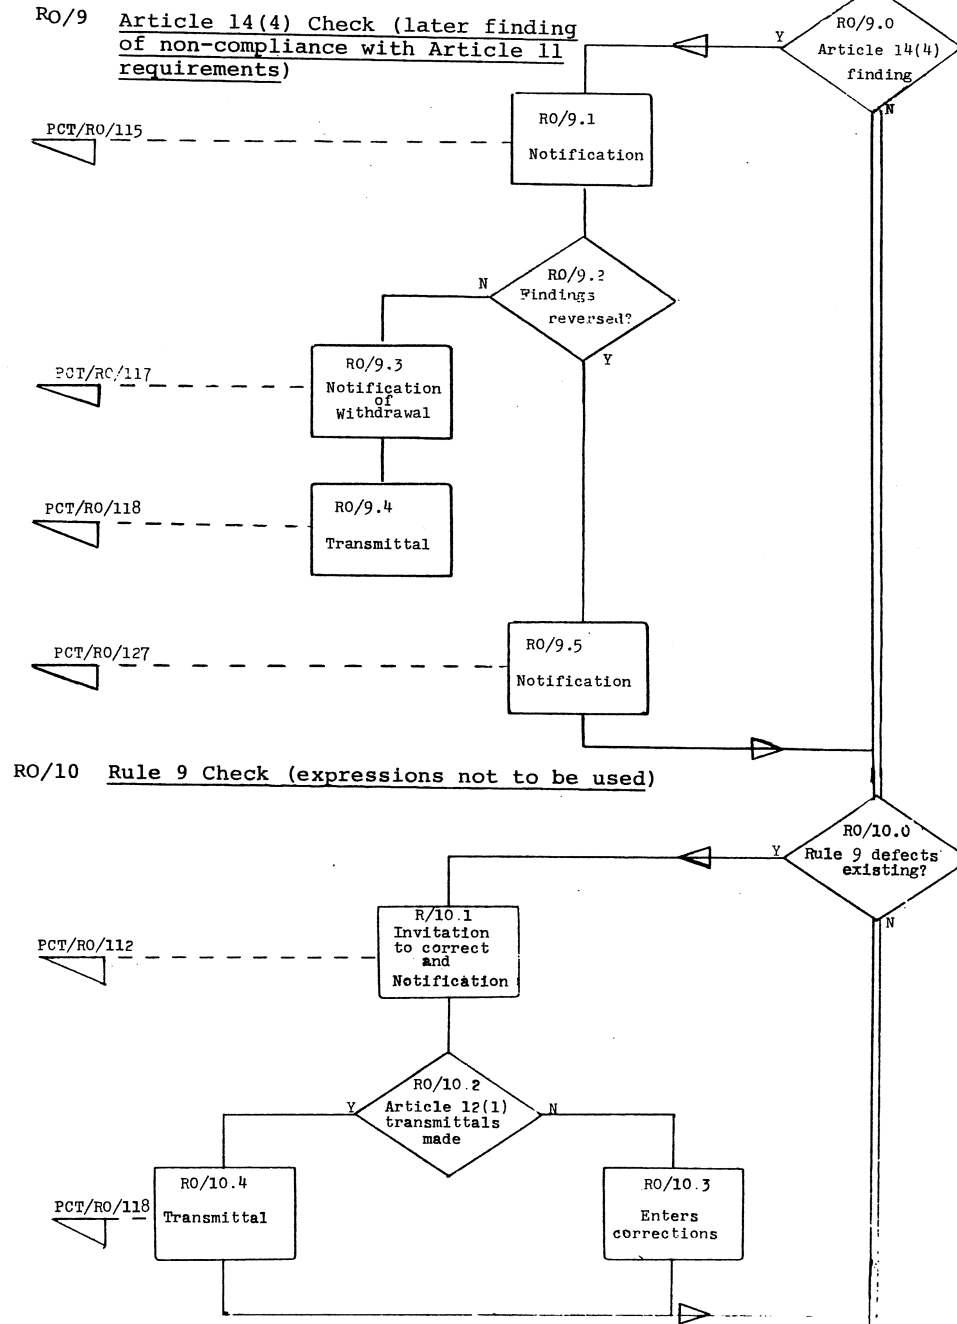 RO/9 Article 14(4) Check (later finding
of non-compliance with Article 11
requirements)
RO/9.0
Article 14(4)
finding
Y
N
PCT/RO/115
RO/9.1
Notification
RO/9.2
Findings
reversed?
N
Y
PCT/RO/117
RO/9.3
Notification
of
Withdrawal
PCT/RO/118
RO/9.4
Transmittal
PCT/RO/127
RO/9.5
Notification
RO/10 Rule 9 Check (expressions not to be used)
RO/10.0
Rule 9 defects
existing?
Y
N
PCT/RO/112
R/10.1
Invitation
to correct
and
Notification
RO/10.2
Article 12(1)
transmittals
made
Y
N
PCT/RO/118
RO/10.4
Transmittal
RO/10.3
Enters
corrections